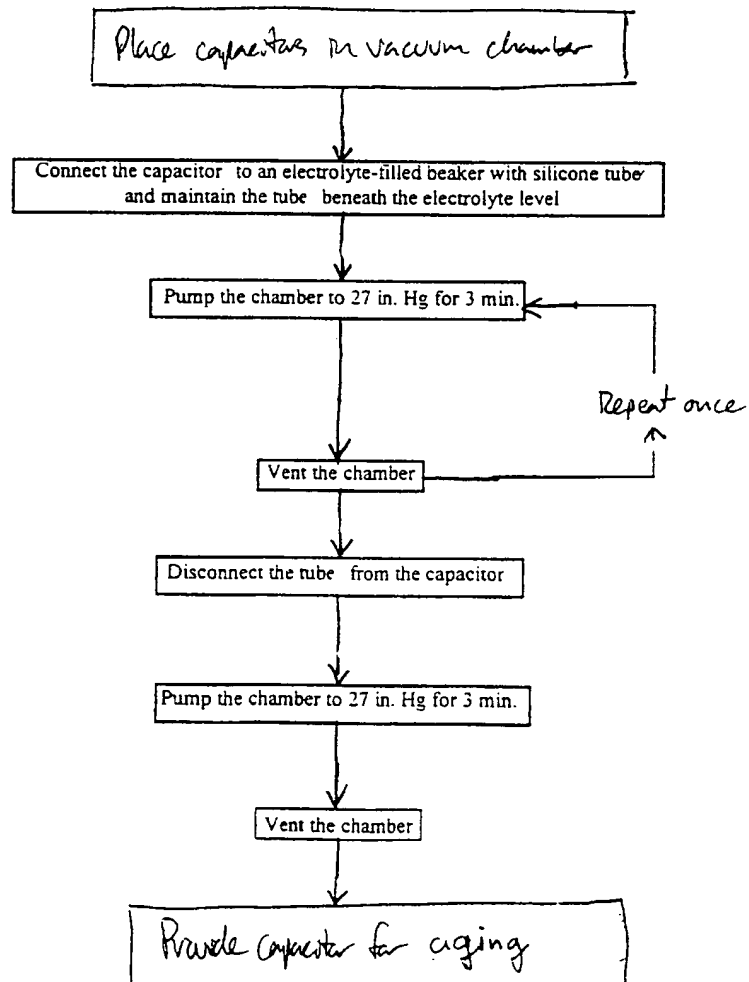 Place capacitors in vacuum chamber
Connect the capacitor to an electrolyte-filled beaker with silicone tube
and maintain the tube beneath the electrolyte level
Pump the chamber to 27 in. Hg for 3 min.
Repeat once
Vent the chamber
Disconnect the tube from the capacitor
Pump the chamber to 27 in. Hg for 3 min.
Vent the chamber
Provide capacitor for aging